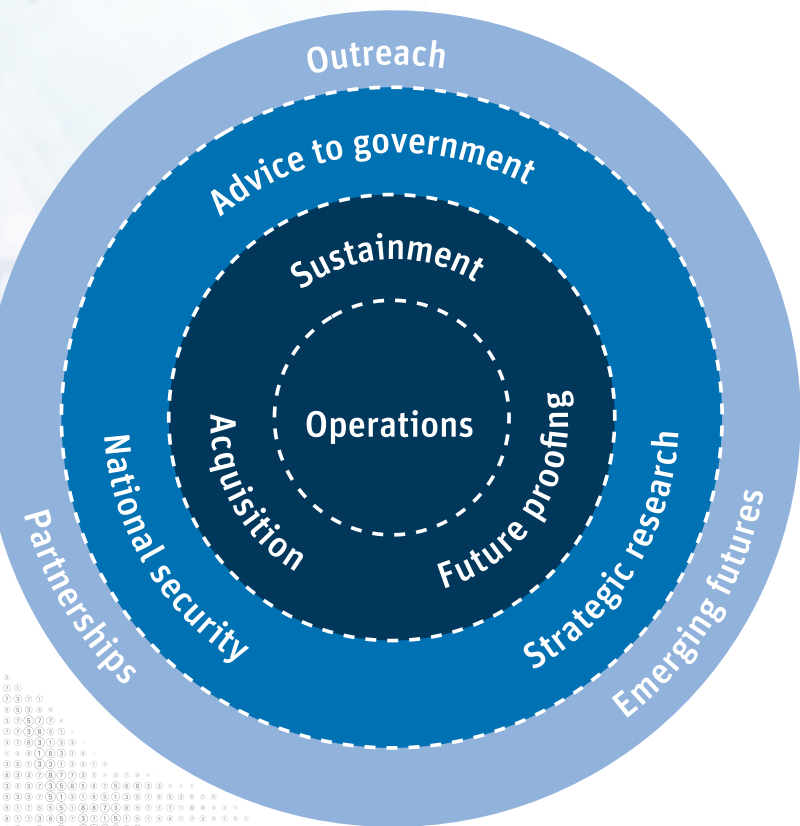 Outreach
Advice to government
Sustainment
Operations
Acquisition
Future proofing
National security
Strategic research
Partnerships
Emerging futures